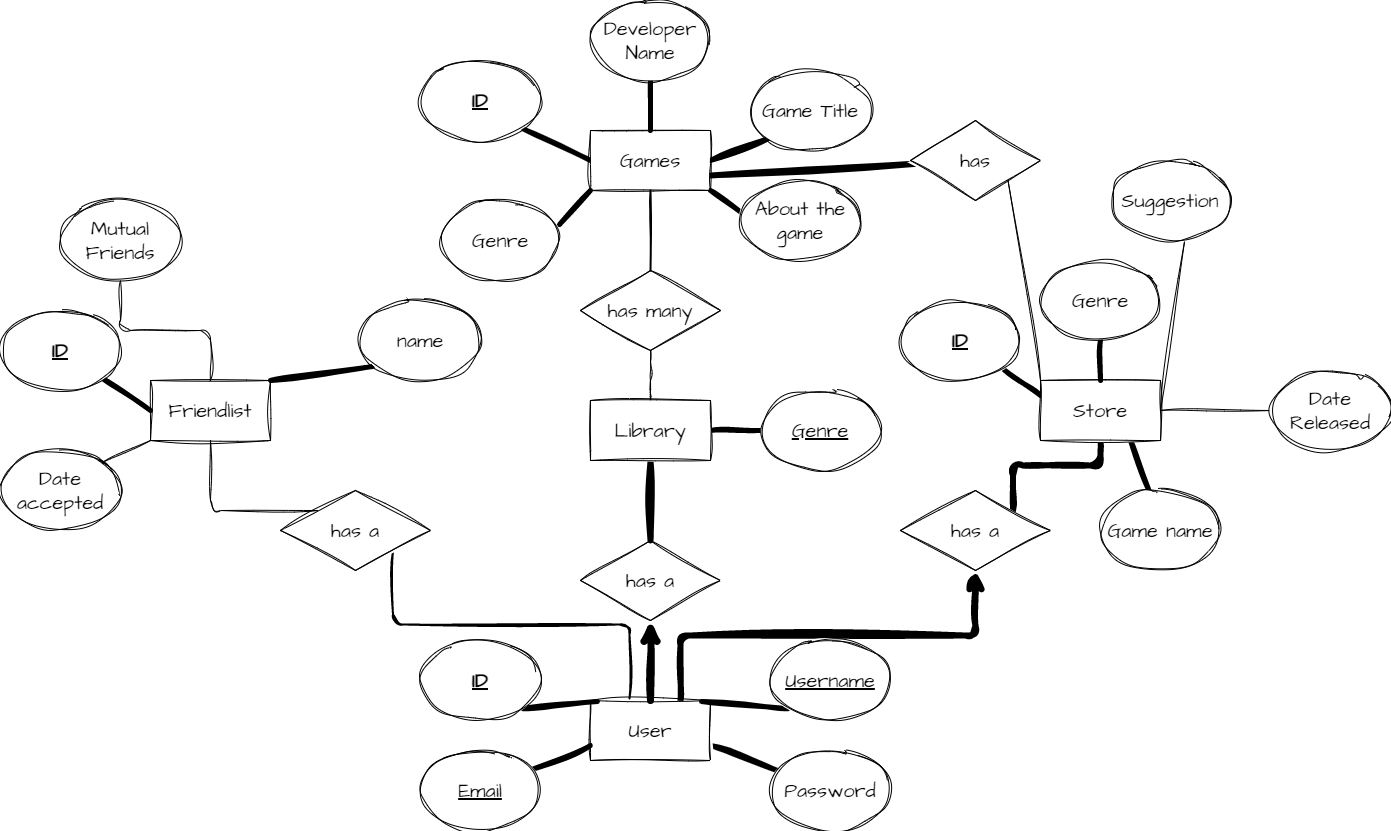 Developer
Name
ID
Game Title
Games
has
About the
game
Genre
Suggestion
Mutual
Friends
Genre
has many
name
ID
ID
Friendlist
Store
Date
Released
Library
Genre
Date
accepted
has a
has a
Game name
has a
ID
Username
User
Email
Password